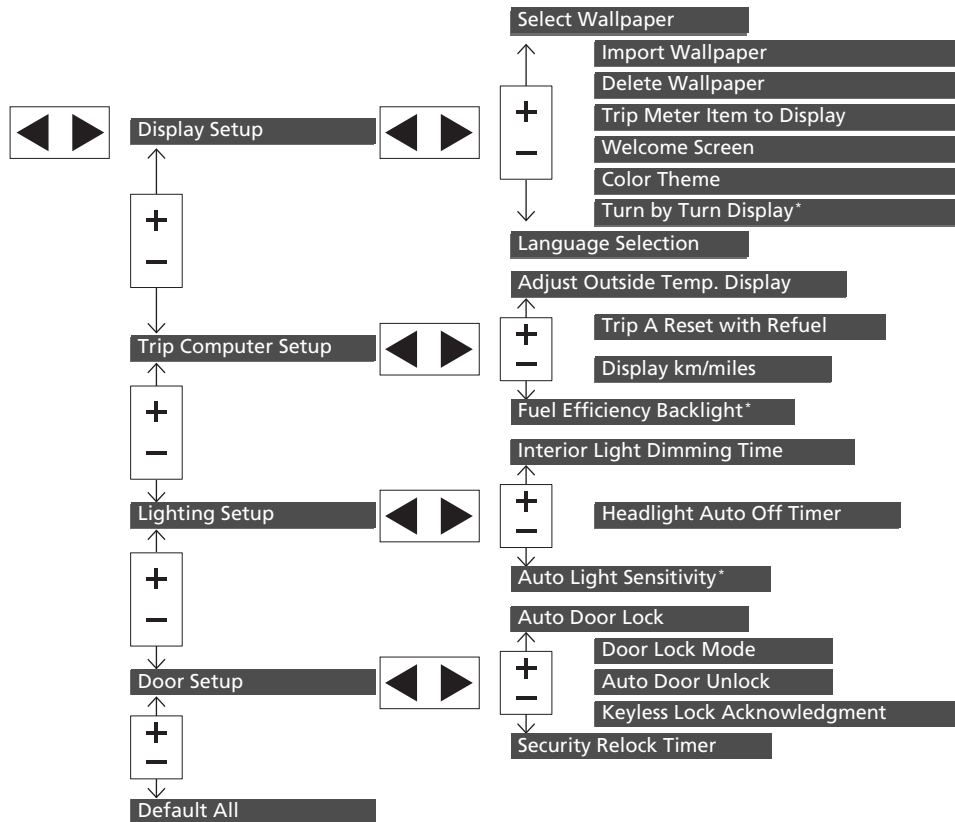 Select Wallpaper
Import Wallpaper
Delete Wallpaper
Trip Meter Item to Display
Welcome Screen
Color Theme
Turn by Turn Display*
Language Selection
Display Setup
+
−
Adjust Outside Temp. Display
Trip A Reset with Refuel
Display km/miles
Fuel Efficiency Backlight*
Trip Computer Setup
+
−
Interior Light Dimming Time
Headlight Auto Off Timer
Auto Light Sensitivity*
Lighting Setup
+
−
Auto Door Lock
Door Lock Mode
Auto Door Unlock
Keyless Lock Acknowledgment
Security Relock Timer
Door Setup
+
−
Default All
+
−
+
−
+
−
+
−